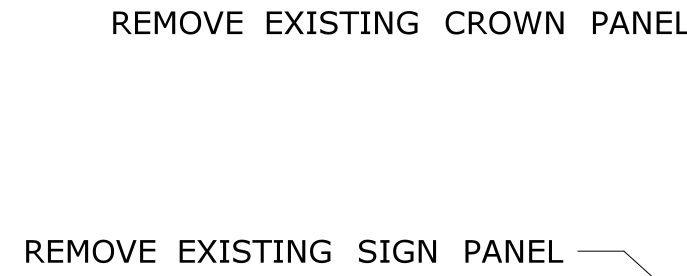 REMOVE EXISTING CROWN PANEL
REMOVE EXISTING SIGN PANEL